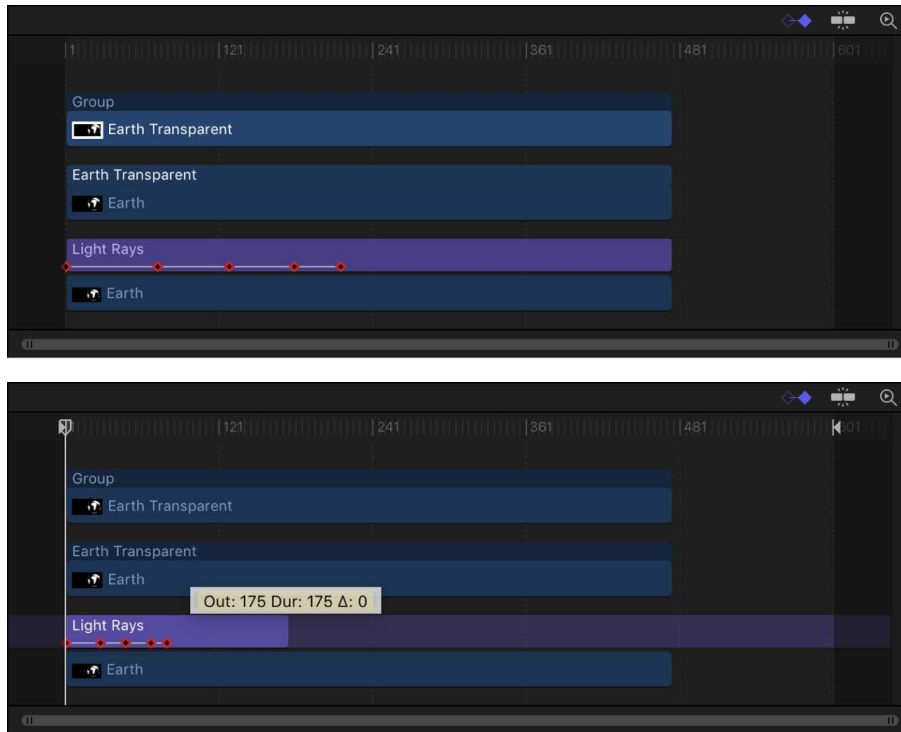 1 121 241 361 481 601
Group
Earth Transparent
Earth Transparent
Earth
Light Rays
Earth
121 241 361 481 601
Group
Earth Transparent
Earth Transparent
Earth
Out: 175 Dur: 175 Δ: 0
Light Rays
Earth